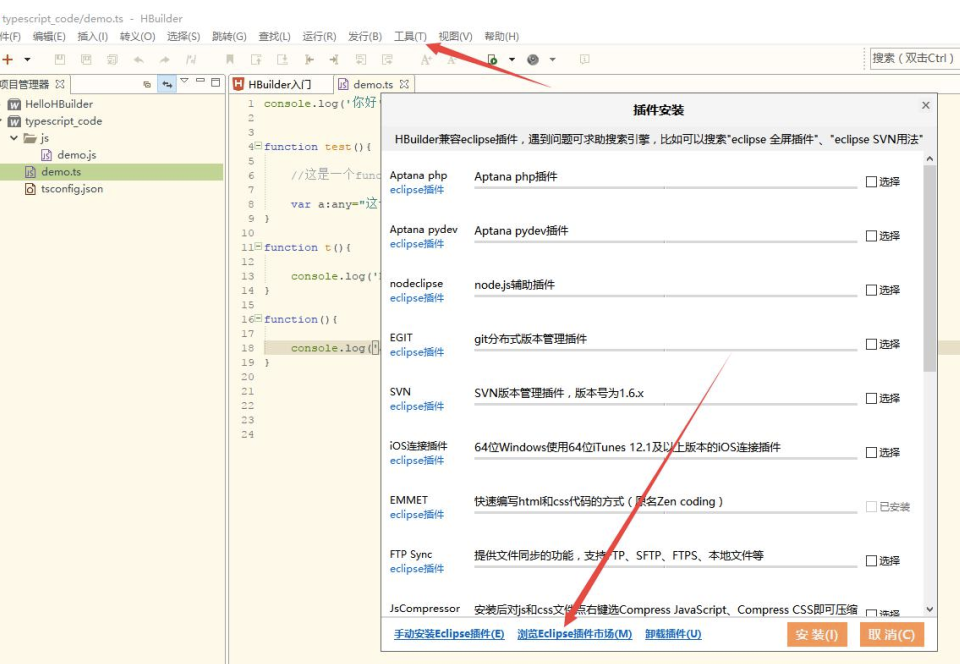 typescript_code/demo.ts - HBuilder
件(F) 编辑(E) 插入(I) 转义(O) 选择(S) 跳转(G) 查找(L) 运行(R) 发行(B) 工具(T) 视图(V) 帮助(H)
搜索（双击Ctrl）
项目管理器
HBuilder入门
demo.ts
HelloHBuilder
typescript_code
js
demo.js
demo.ts
tsconfig.json
1 console.log('你好'
2
3
4 function test(){
5
6 //这是一个func
7
8 var a:any="这
9 }
10
11 function t(){
12
13 console.log('
14 }
15
16 function(){
17
18 console.log('
19 }
20
21
22
23
24
插件安装
HBuilder兼容eclipse插件，遇到问题可求助搜索引擎，比如可以搜索"eclipse 全屏插件"、"eclipse SVN用法"
Aptana php Aptana php插件 选择
eclipse插件
Aptana pydev Aptana pydev插件 选择
eclipse插件
nodeclipse node.js辅助插件 选择
eclipse插件
EGIT git分布式版本管理插件 选择
eclipse插件
SVN SVN版本管理插件，版本号为1.6.x 选择
eclipse插件
iOS连接插件 64位Windows使用64位iTunes 12.1及以上版本的iOS连接插件 选择
eclipse插件
EMMET 快速编写html和css代码的方式（原名Zen coding） 已安装
eclipse插件
FTP Sync 提供文件同步的功能，支持FTP、SFTP、FTPS、本地文件等 选择
eclipse插件
JsCompressor 安装后对js和css文件点右键选Compress JavaScript、Compress CSS即可压缩 选择
手动安装Eclipse插件(E) 浏览Eclipse插件市场(M) 卸载插件(U) 安装(I) 取消(C)